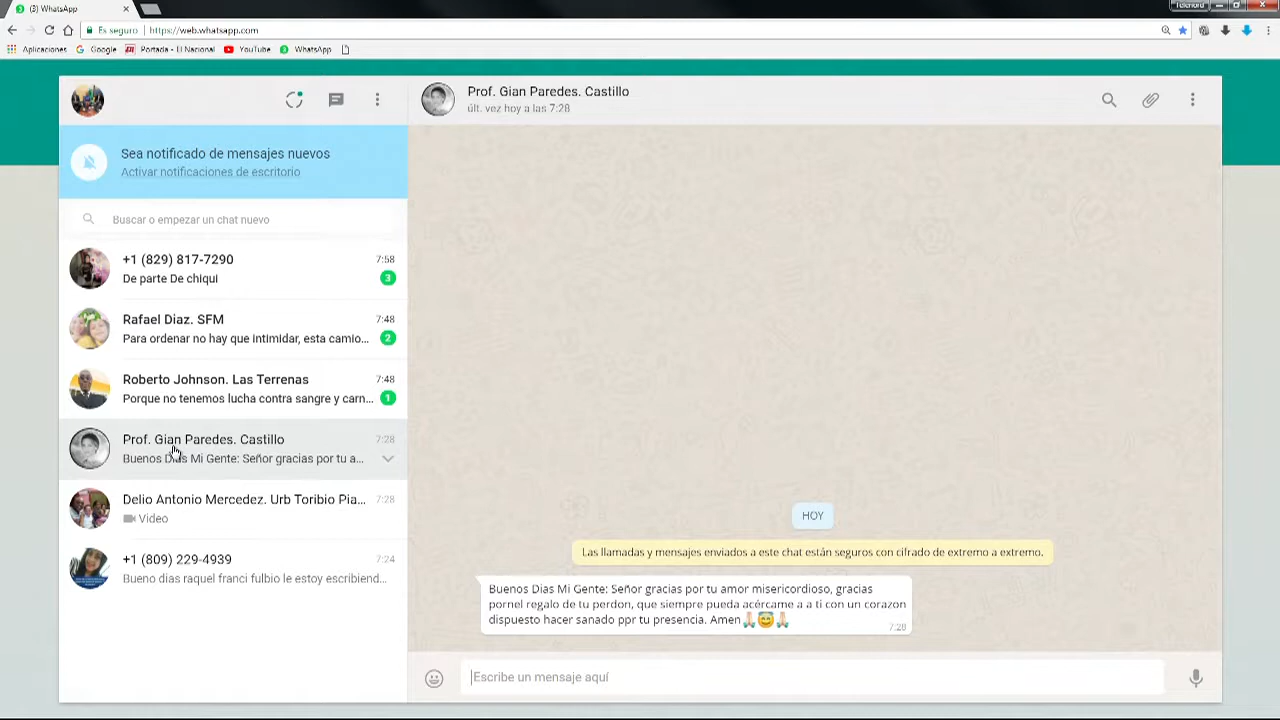 (3) WhatsApp
Telenord
Es seguro https://web.whatsapp.com
Aplicaciones Google Portada - El Nacional YouTube WhatsApp
Sea notificado de mensajes nuevos
Activar notificaciones de escritorio
Buscar o empezar un chat nuevo
+1 (829) 817-7290 7:58
De parte De chiqui 3
Rafael Diaz. SFM 7:48
Para ordenar no hay que intimidar, esta camio... 2
Roberto Johnson. Las Terrenas 7:48
Porque no tenemos lucha contra sangre y carn... 1
Prof. Gian Paredes. Castillo 7:28
Buenos Dias Mi Gente: Señor gracias por tu a...
Delio Antonio Mercedez. Urb Toribio Pia... 7:28
Video
+1 (809) 229-4939 7:24
Bueno días raquel franci fulbio le estoy escribiend...
Prof. Gian Paredes. Castillo
últ. vez hoy a las 7:28
HOY
Las llamadas y mensajes enviados a este chat están seguros con cifrado de extremo a extremo.
Buenos Dias Mi Gente: Señor gracias por tu amor misericordioso, gracias
pornel regalo de tu perdon, que siempre pueda acércame a a ti con un corazon
dispuesto hacer sanado ppr tu presencia. Amen🙏😇🙏
7:28
Escribe un mensaje aquí